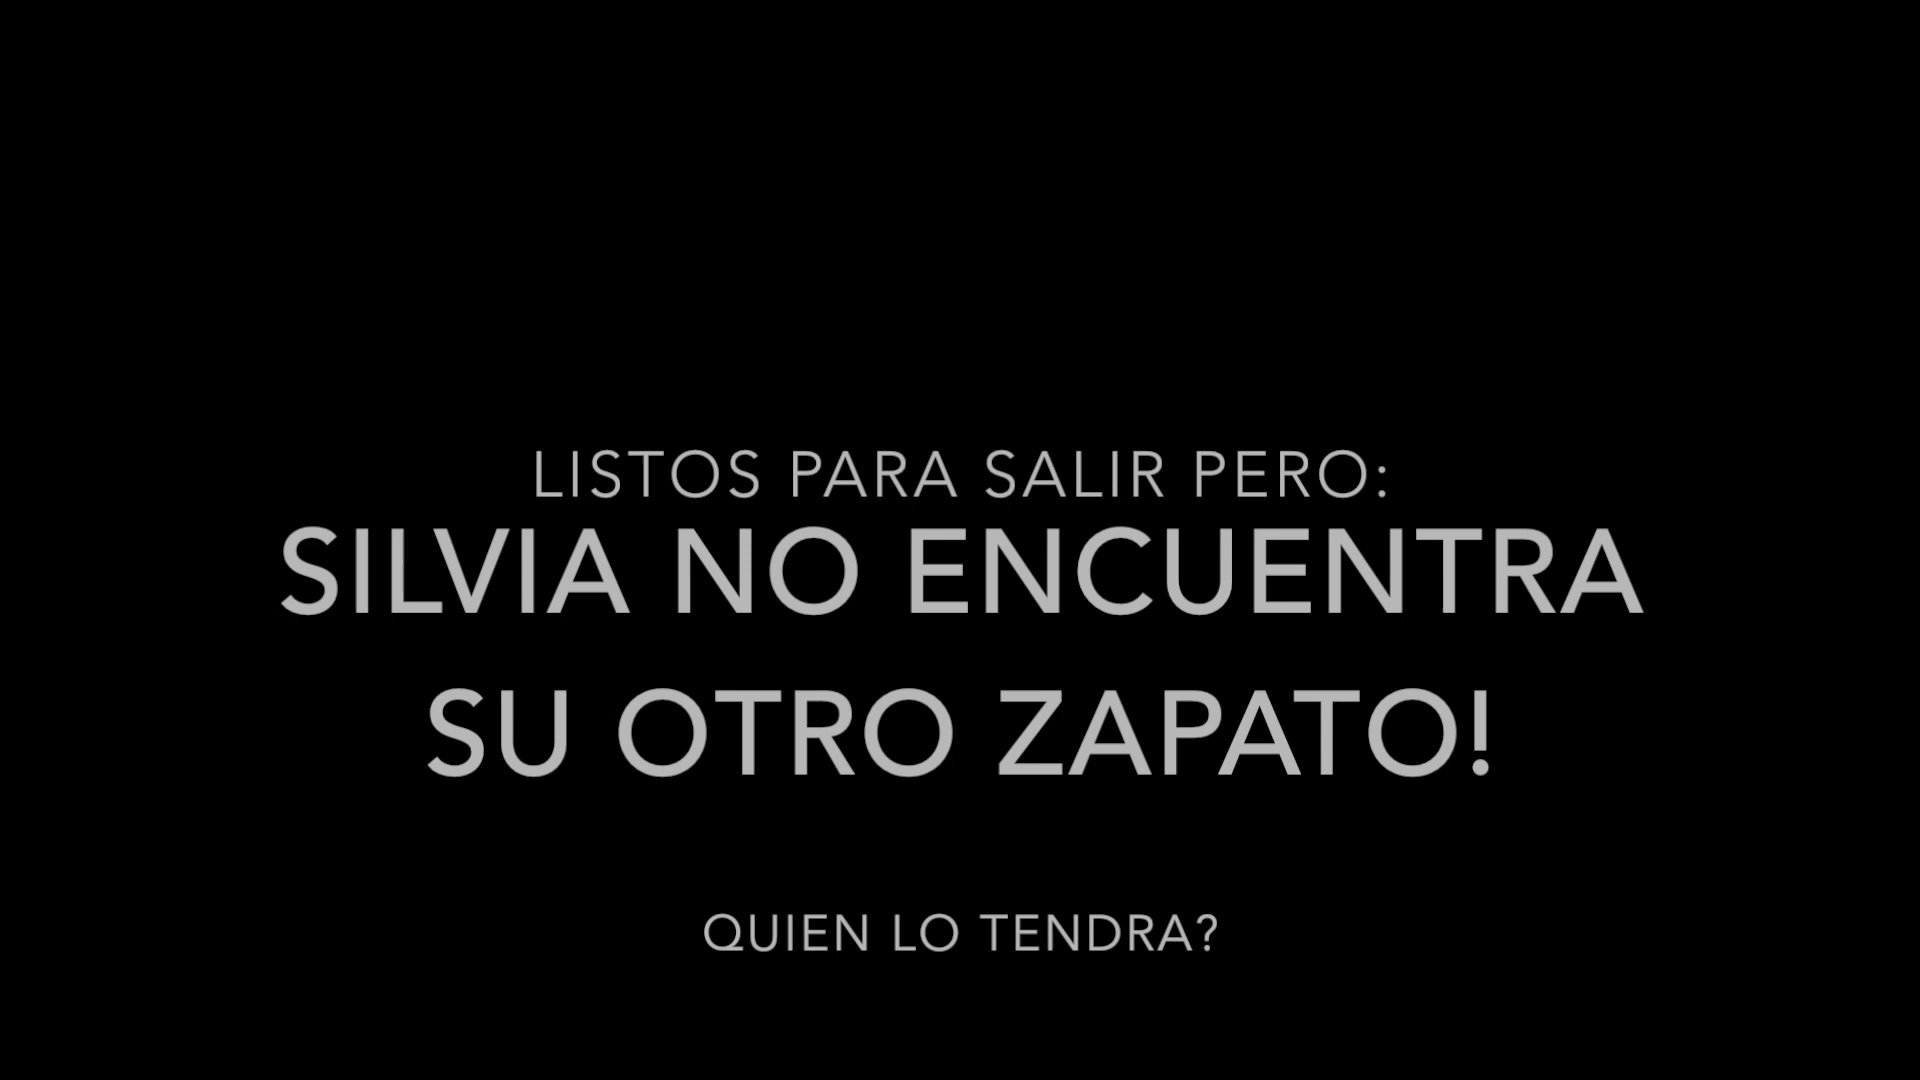 LISTOS PARA SALIR PERO:
SILVIA NO ENCUENTRA
SU OTRO ZAPATO!
QUIEN LO TENDRA?